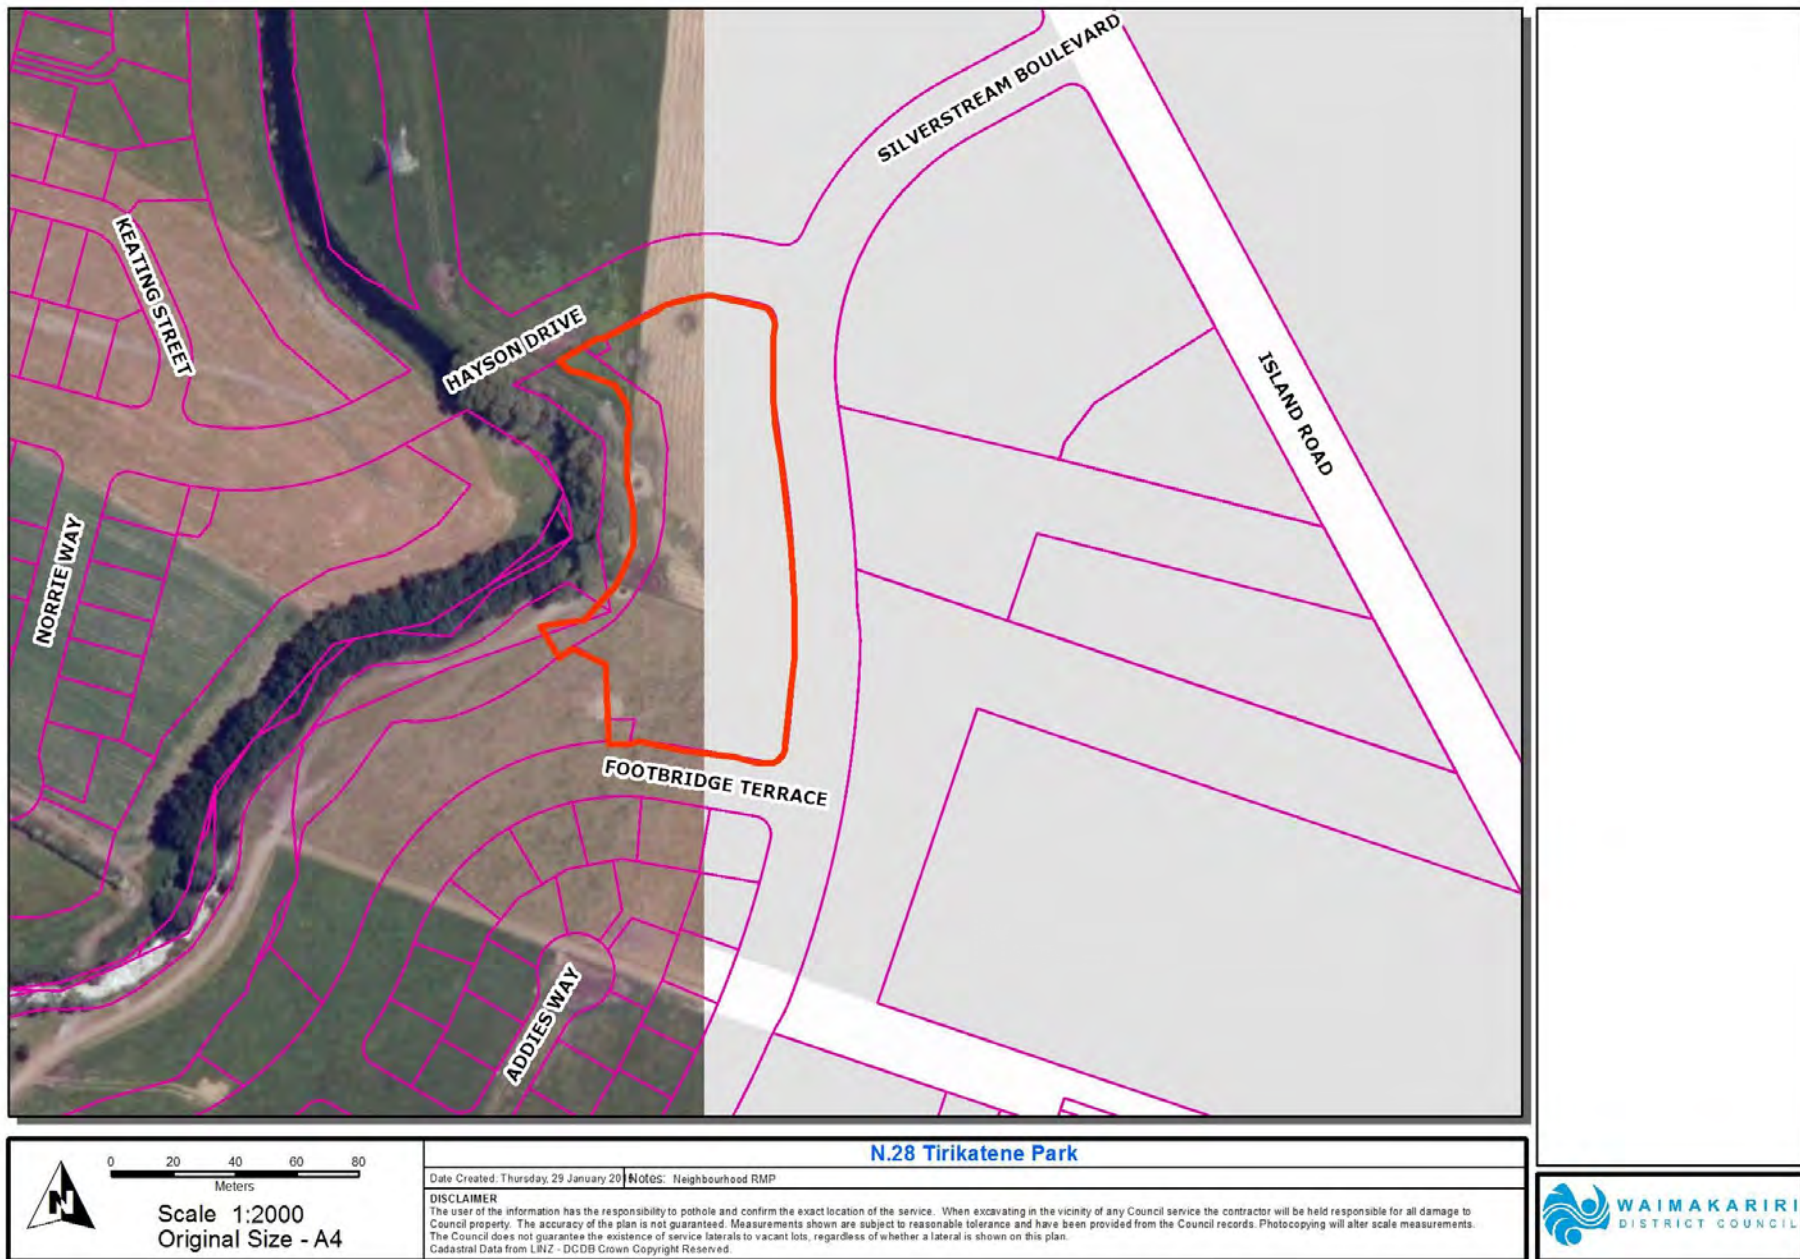 SILVERSTREAM BOULEVARD
KEATING STREET
HAYSON DRIVE
ISLAND ROAD
NORRIE WAY
FOOTBRIDGE TERRACE
ADDIES WAY
N
0 20 40 60 80
Meters
Scale 1:2000
Original Size - A4
N.28 Tirikatene Park
Date Created: Thursday, 29 January 20 Notes: Neighbourhood RMP
DISCLAIMER
The user of the information has the responsibility to pothole and confirm the exact location of the service. When excavating in the vicinity of any Council service the contractor will be held responsible for all damage to
Council property. The accuracy of the plan is not guaranteed. Measurements shown are subject to reasonable tolerance and have been provided from the Council records. Photocopying will alter scale measurements.
The Council does not guarantee the existence of service laterals to vacant lots, regardless of whether a lateral is shown on this plan.
Cadastral Data from LINZ - DCDB Crown Copyright Reserved.
WAIMAKARIRI
DISTRICT COUNCIL